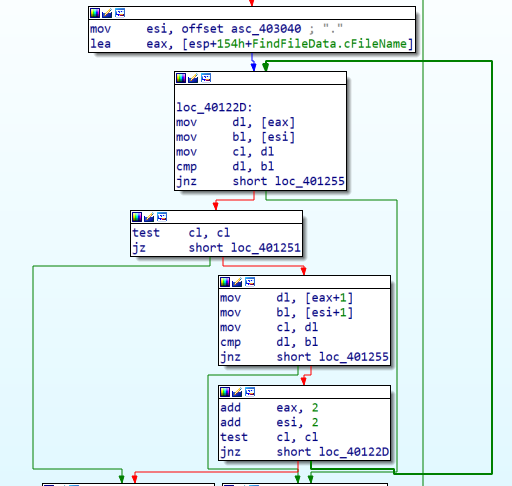 mov     esi, offset asc_403040 ; "."
lea     eax, [esp+154h+FindFileData.cFileName]
loc_40122D:
mov     dl, [eax]
mov     bl, [esi]
mov     cl, dl
cmp     dl, bl
jnz     short loc_401255
test    cl, cl
jz      short loc_401251
mov     dl, [eax+1]
mov     bl, [esi+1]
mov     cl, dl
cmp     dl, bl
jnz     short loc_401255
add     eax, 2
add     esi, 2
test    cl, cl
jnz     short loc_40122D